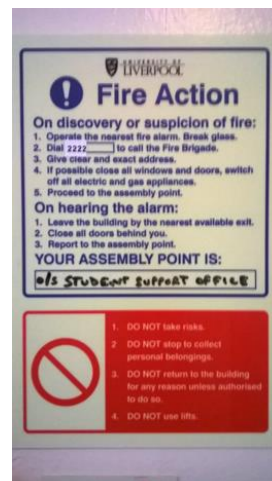 UNIVERSITY OF
LIVERPOOL
Fire Action
On discovery or suspicion of fire:
1. Operate the nearest fire alarm. Break glass.
2. Dial 2222 to call the Fire Brigade.
3. Give clear and exact address.
4. If possible close all windows and doors, switch
off all electric and gas appliances.
5. Proceed to the assembly point.
On hearing the alarm:
1. Leave the building by the nearest available exit.
2. Close all doors behind you.
3. Report to the assembly point.
YOUR ASSEMBLY POINT IS:
O/S STUDENT SUPPORT OFFICE
1. DO NOT take risks.
2 DO NOT stop to collect
personal belongings.
3. DO NOT return to the building
for any reason unless authorised
to do so.
4. DO NOT use lifts.